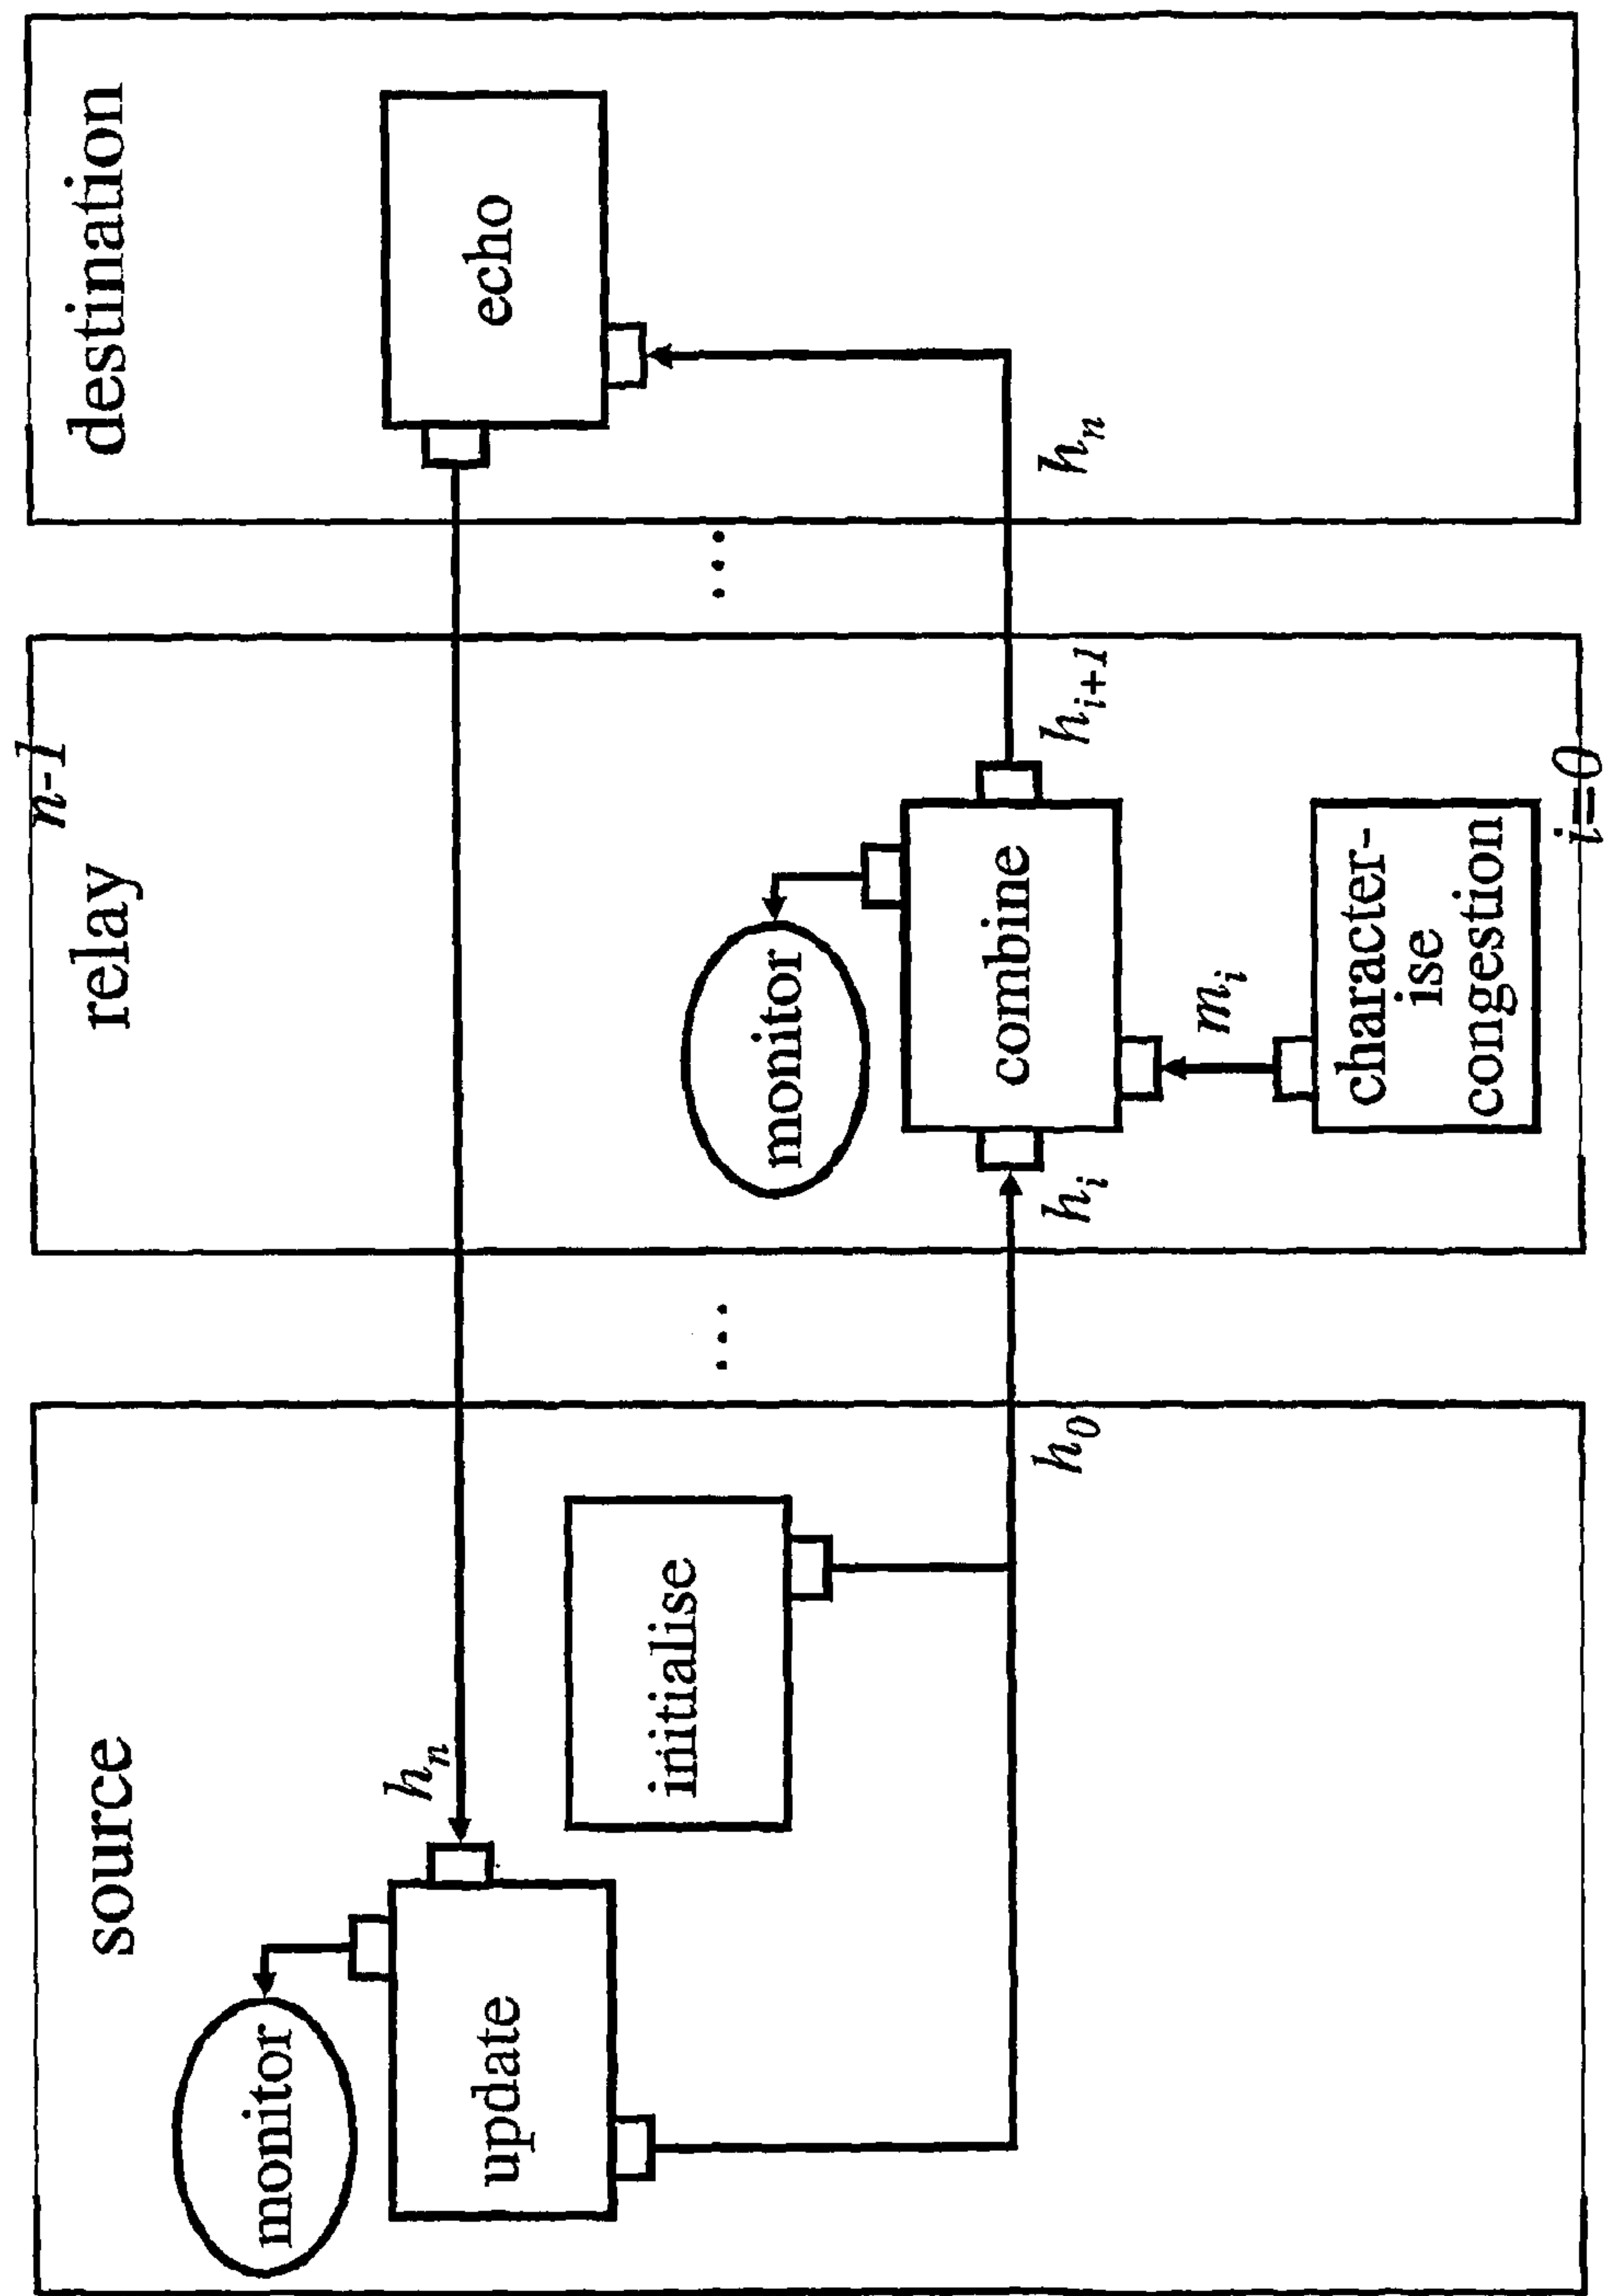 source
relay
n-1
destination
monitor
update
h_n
initialise
h_0
...
monitor
combine
h_i
h_{i+1}
m_i
character-
ise
congestion
i=0
...
echo
h_n